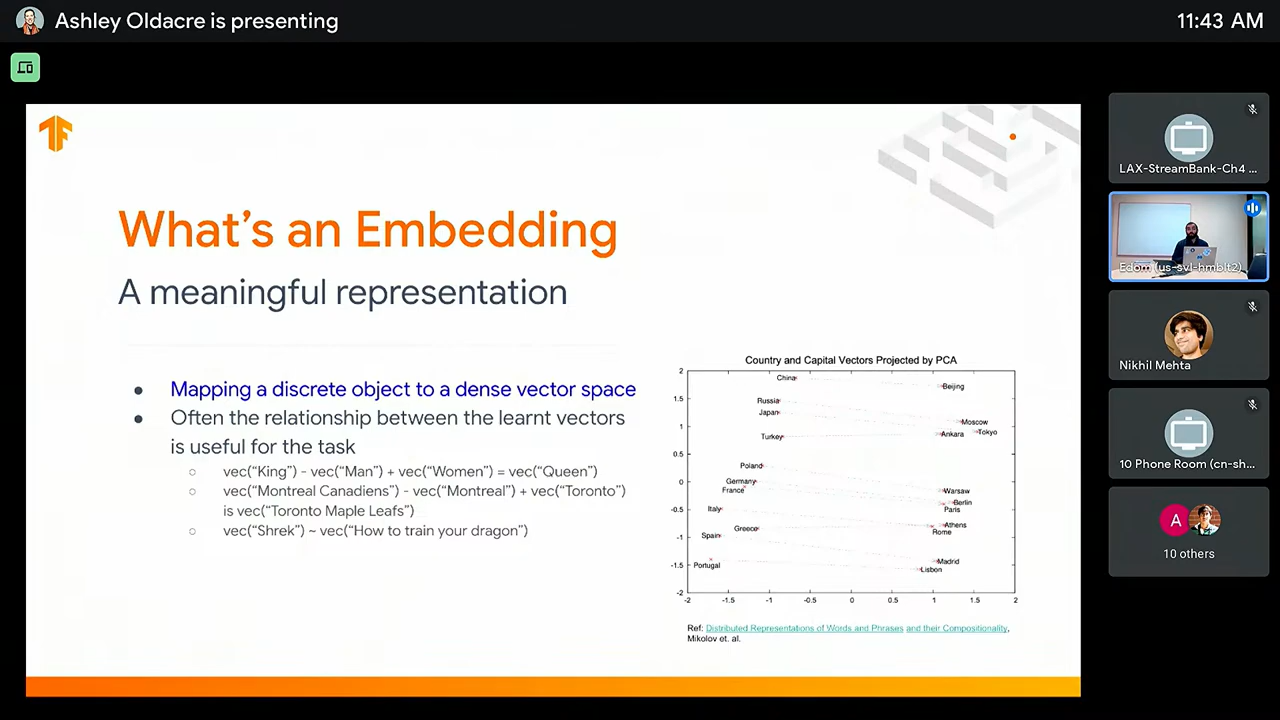 Ashley Oldacre is presenting
11:43 AM
What's an Embedding
A meaningful representation
● Mapping a discrete object to a dense vector space
● Often the relationship between the learnt vectors
is useful for the task
○ vec(“King”) - vec(“Man”) + vec(“Women”) = vec(“Queen”)
○ vec(“Montreal Canadiens”) - vec(“Montreal”) + vec(“Toronto”)
is vec(“Toronto Maple Leafs”)
○ vec(“Shrek”) ~ vec(“How to train your dragon”)
Country and Capital Vectors Projected by PCA
2
1.5
1
0.5
0
-0.5
-1
-1.5
-2
China
Beijing
Russia
Japan
Moscow
Turkey
Ankara
Tokyo
Poland
Germany
France
Warsaw
Berlin
Paris
Italy
Greece
Athens
Rome
Spain
Madrid
Portugal
Lisbon
-2 -1.5 -1 -0.5 0 0.5 1 1.5 2
Ref: Distributed Representations of Words and Phrases and their Compositionality,
Mikolov et. al.
LAX-StreamBank-Ch4 ...
Edom (us-svl-hmblt2)
Nikhil Mehta
10 Phone Room (cn-sh...
A
10 others